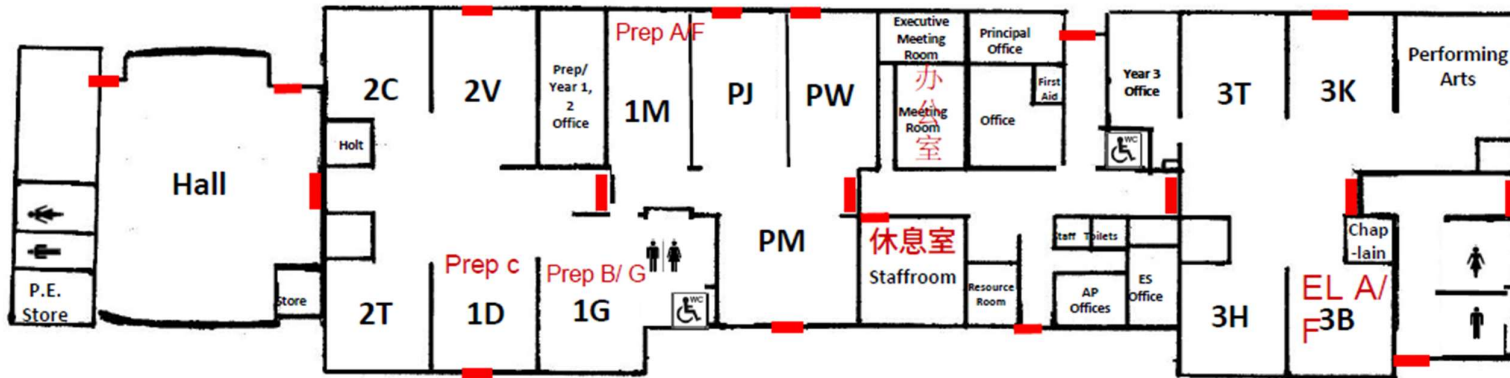 Hall
P.E.
Store
Store
2C
Holt
2V
Prep/
Year 1,
2
Office
Prep A/F
1M
PJ
PW
Executive
Meeting
Room
办公室
Meeting
Room
Principal
Office
First
Aid
Office
Year 3
Office
WC
3T
3K
Performing
Arts
2T
Prep c
1D
Prep B/ G
1G
WC
PM
休息室
Staffroom
Resource
Room
Staff Toilets
AP
Offices
ES
Office
3H
EL A/
F
3B
Chap
-lain